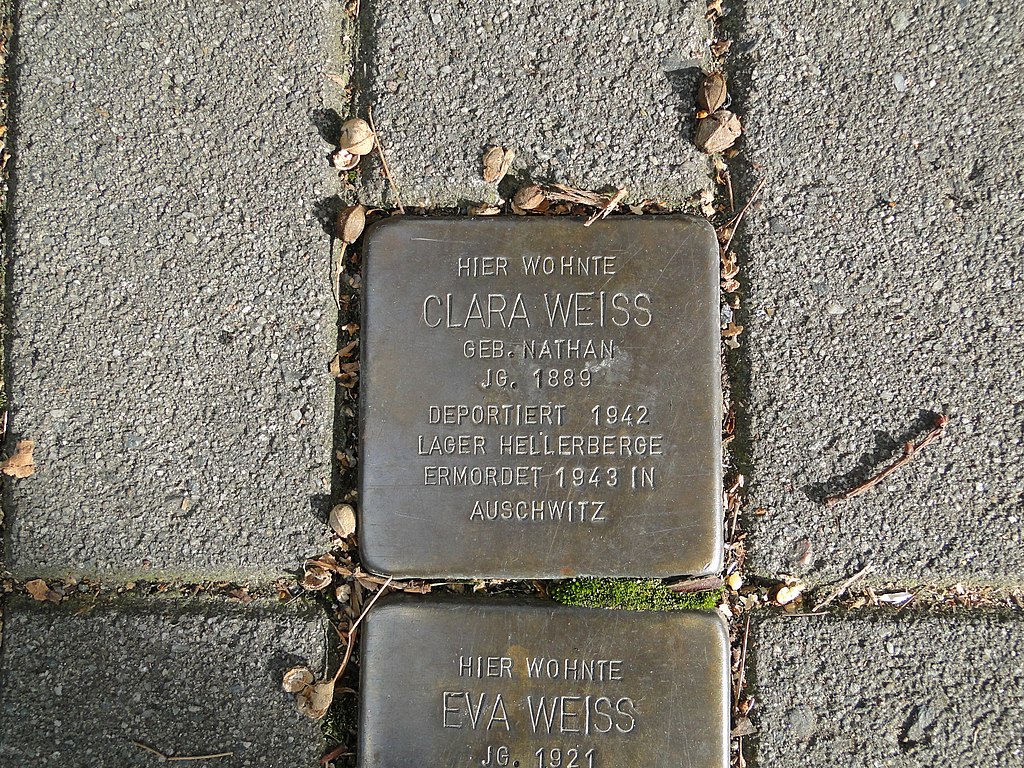 HIER WOHNTE
CLARA WEISS
GEB. NATHAN
JG. 1889
DEPORTIERT 1942
LAGER HELLERBERGE
ERMORDET 1943 IN
AUSCHWITZ
HIER WOHNTE
EVA WEISS
JG. 1921